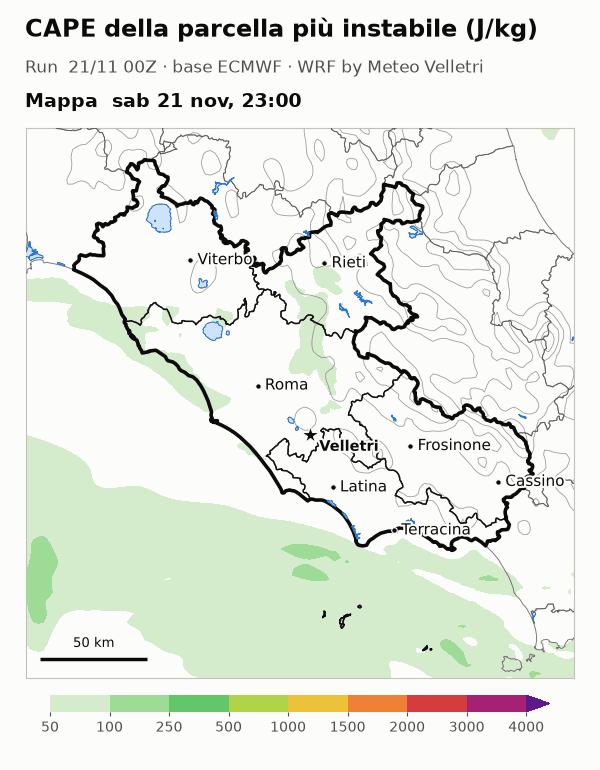 CAPE della parcella più instabile (J/kg)
Run  21/11 00Z · base ECMWF · WRF by Meteo Velletri
Mappa  sab 21 nov, 23:00
Viterbo
Rieti
Roma
Velletri
Frosinone
Cassino
Latina
Terracina
50 km
50 100 250 500 1000 1500 2000 3000 4000